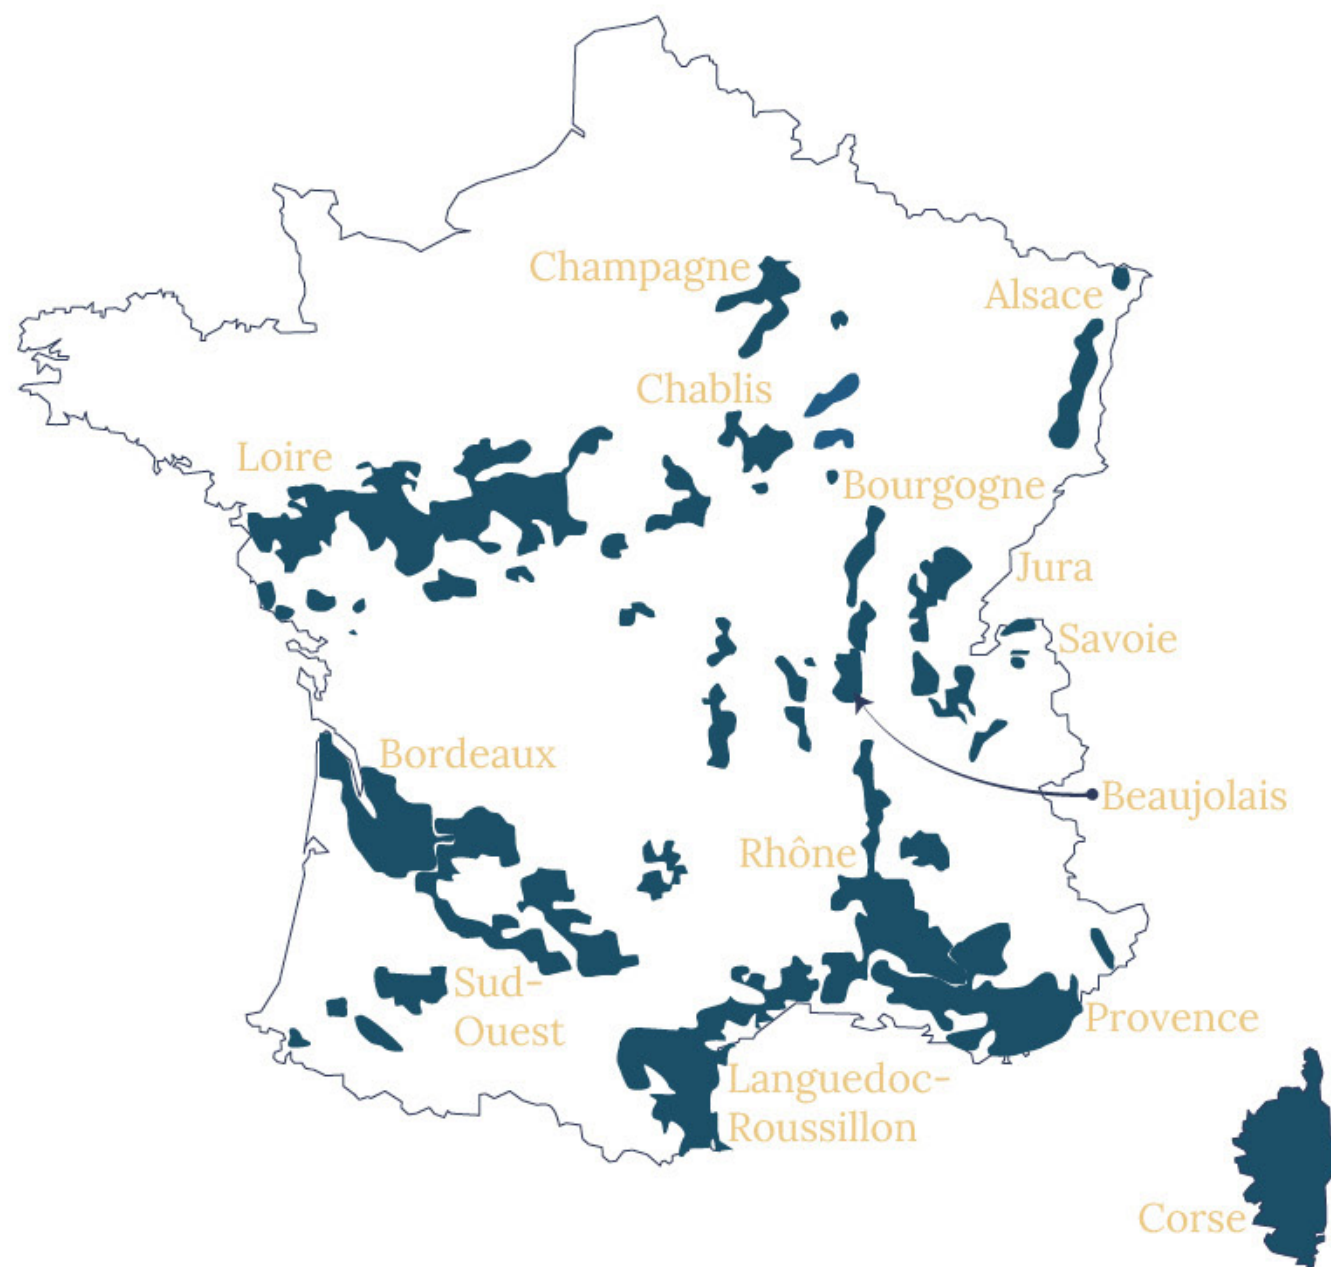 Champagne
Alsace
Chablis
Loire
Bourgogne
Jura
Savoie
Bordeaux
Beaujolais
Rhône
Sud-
Ouest
Provence
Languedoc-
Roussillon
Corse